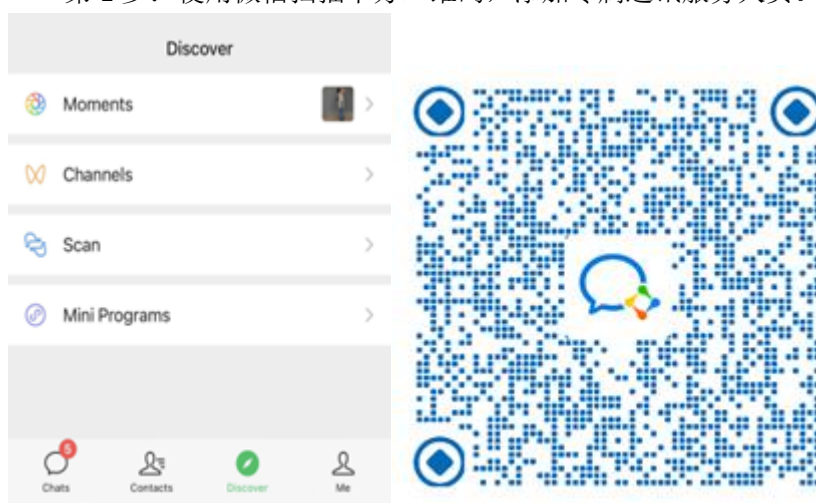 Discover
Moments
Channels
Scan
Mini Programs
5
Chats
Contacts
Discover
Me